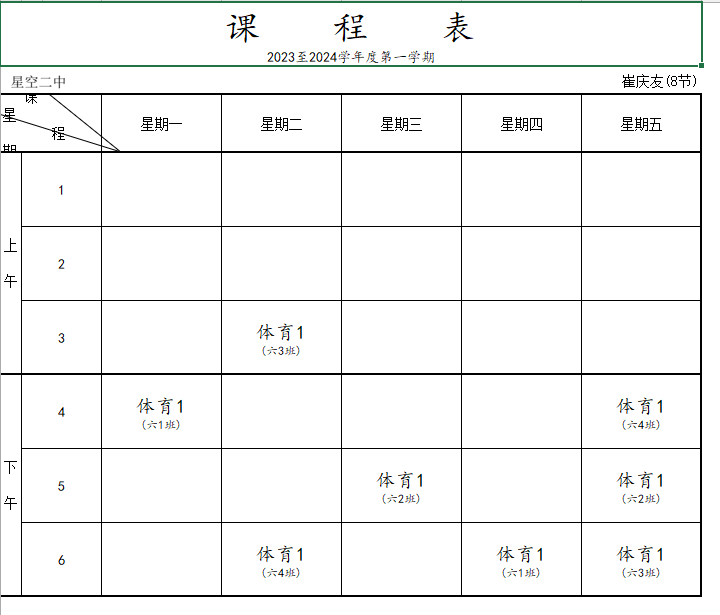 课 程 表
2023至2024学年度第一学期
星空二中 崔庆友(8节)
课 程 星 期 星期一 星期二 星期三 星期四 星期五
上午
1
2
3 体育1 (六3班)
下午
4 体育1 (六1班) 体育1 (六4班)
5 体育1 (六2班) 体育1 (六2班)
6 体育1 (六4班) 体育1 (六1班) 体育1 (六3班)